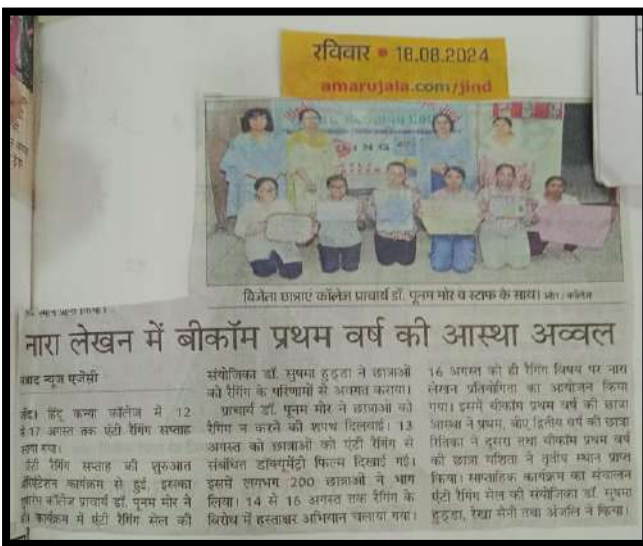 रविवार • 18.08.2024
amarujala.com/jind
ING
विजेता छात्राएं कॉलेज प्राचार्य डॉ. पूनम मोर व स्टाफ के साथ।
नारा लेखन में बीकॉम प्रथम वर्ष की आस्था अव्वल
न्यूज एजेंसी
हिंदू कन्या कॉलेज में 12
17 अगस्त तक एंटी रैगिंग सप्ताह
गया।
एंटी रैगिंग सप्ताह की शुरुआत
कार्यक्रम से हुई, इसका
कॉलेज प्राचार्य डॉ. पूनम मोर ने
कार्यक्रम में एंटी रैगिंग सेल की
संयोजिका डॉ. सुषमा हुड्डा ने छात्राओं
को रैगिंग के परिणामों से अवगत कराया।
प्राचार्य डॉ. पूनम मोर ने छात्राओं को
रैगिंग न करने की शपथ दिलवाई। 13
अगस्त को छात्राओं को एंटी रैगिंग से
संबंधित डॉक्यूमेंट्री फिल्म दिखाई गई।
इसमें लगभग 200 छात्राओं ने भाग
लिया। 14 से 16 अगस्त तक रैगिंग के
विरोध में हस्ताक्षर अभियान चलाया गया।
16 अगस्त को ही रैगिंग विषय पर नारा
लेखन प्रतियोगिता का आयोजन किया
गया। इसमें बीकॉम प्रथम वर्ष की छात्रा
आस्था ने प्रथम, बीए द्वितीय वर्ष की छात्रा
रितिका ने दूसरा तथा बीकॉम प्रथम वर्ष
की छात्रा ने तृतीय स्थान प्राप्त
किया। साप्ताहिक कार्यक्रम का संचालन
एंटी रैगिंग सेल की संयोजिका डॉ. सुषमा
हुड्डा, रेखा सैनी तथा अंजलि ने किया।